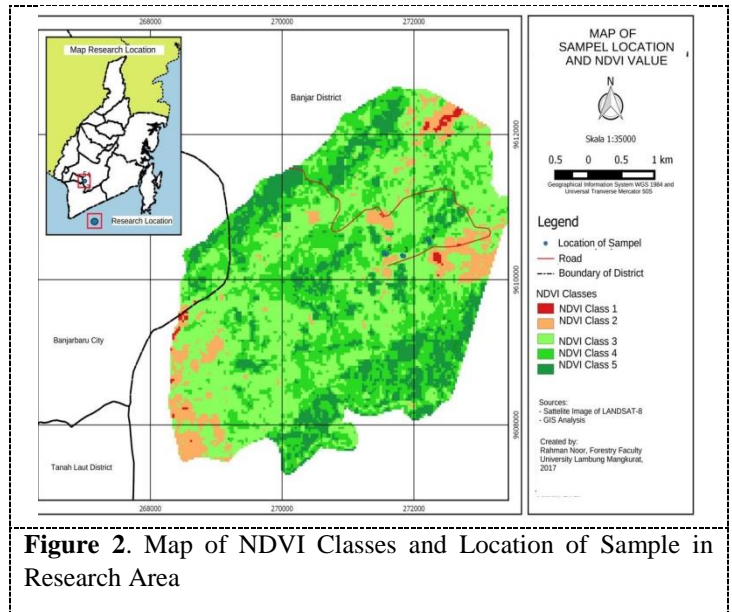 268000 270000 272000
Map Research Location
Research Location
Banjar District
Banjarbaru City
Tanah Laut District
9612000
9610000
9608000
268000 270000 272000
MAP OF
SAMPEL LOCATION
AND NDVI VALUE
N
Skala 1:35000
0.5 0 0.5 1 km
Geographical Information System WGS 1984 and
Universal Tranverse Mercator 50S
Legend
Location of Sampel
Road
Boundary of District
NDVI Classes
NDVI Class 1
NDVI Class 2
NDVI Class 3
NDVI Class 4
NDVI Class 5
Sources:
- Sattelite Image of LANDSAT-8
- GIS Analysis
Created by:
Rahman Noor, Forestry Faculty
University Lambung Mangkurat,
2017
Figure 2. Map of NDVI Classes and Location of Sample in
Research Area